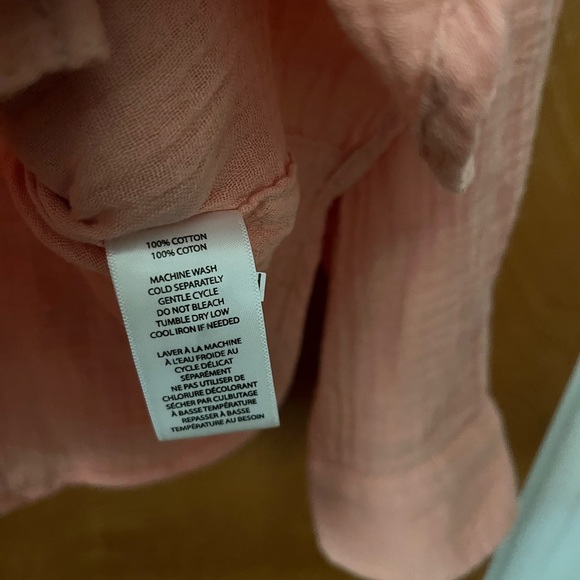 100% COTTON
100% COTON
MACHINE WASH
COLD SEPARATELY
GENTLE CYCLE
DO NOT BLEACH
TUMBLE DRY LOW
COOL IRON IF NEEDED
LAVER À LA MACHINE
À L'EAU FROIDE AU
CYCLE DÉLICAT
SÉPARÉMENT
NE PAS UTILISER DE
CHLORURE DÉCOLORANT
SÉCHER PAR CULBUTAGE
À BASSE TEMPÉRATURE
REPASSER À BASSE
TEMPÉRATURE AU BESOIN